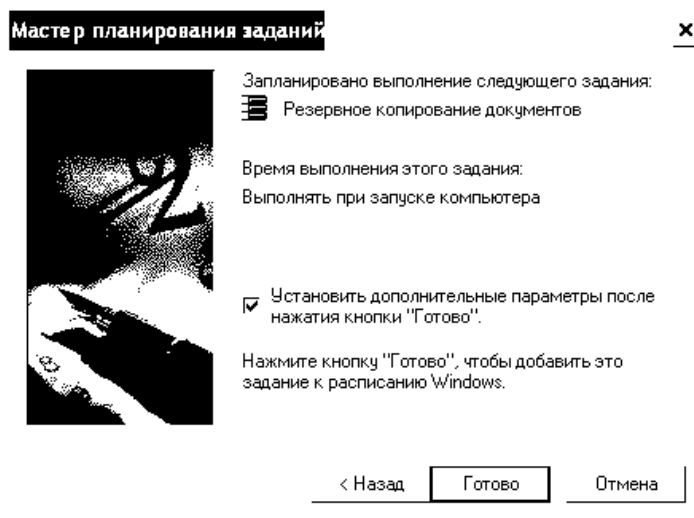 Мастер планирования заданий
Запланировано выполнение следующего задания:
Резервное копирование документов
Время выполнения этого задания:
Выполнять при запуске компьютера
Установить дополнительные параметры после
нажатия кнопки "Готово".
Нажмите кнопку "Готово", чтобы добавить это
задание к расписанию Windows.
< Назад
Готово
Отмена